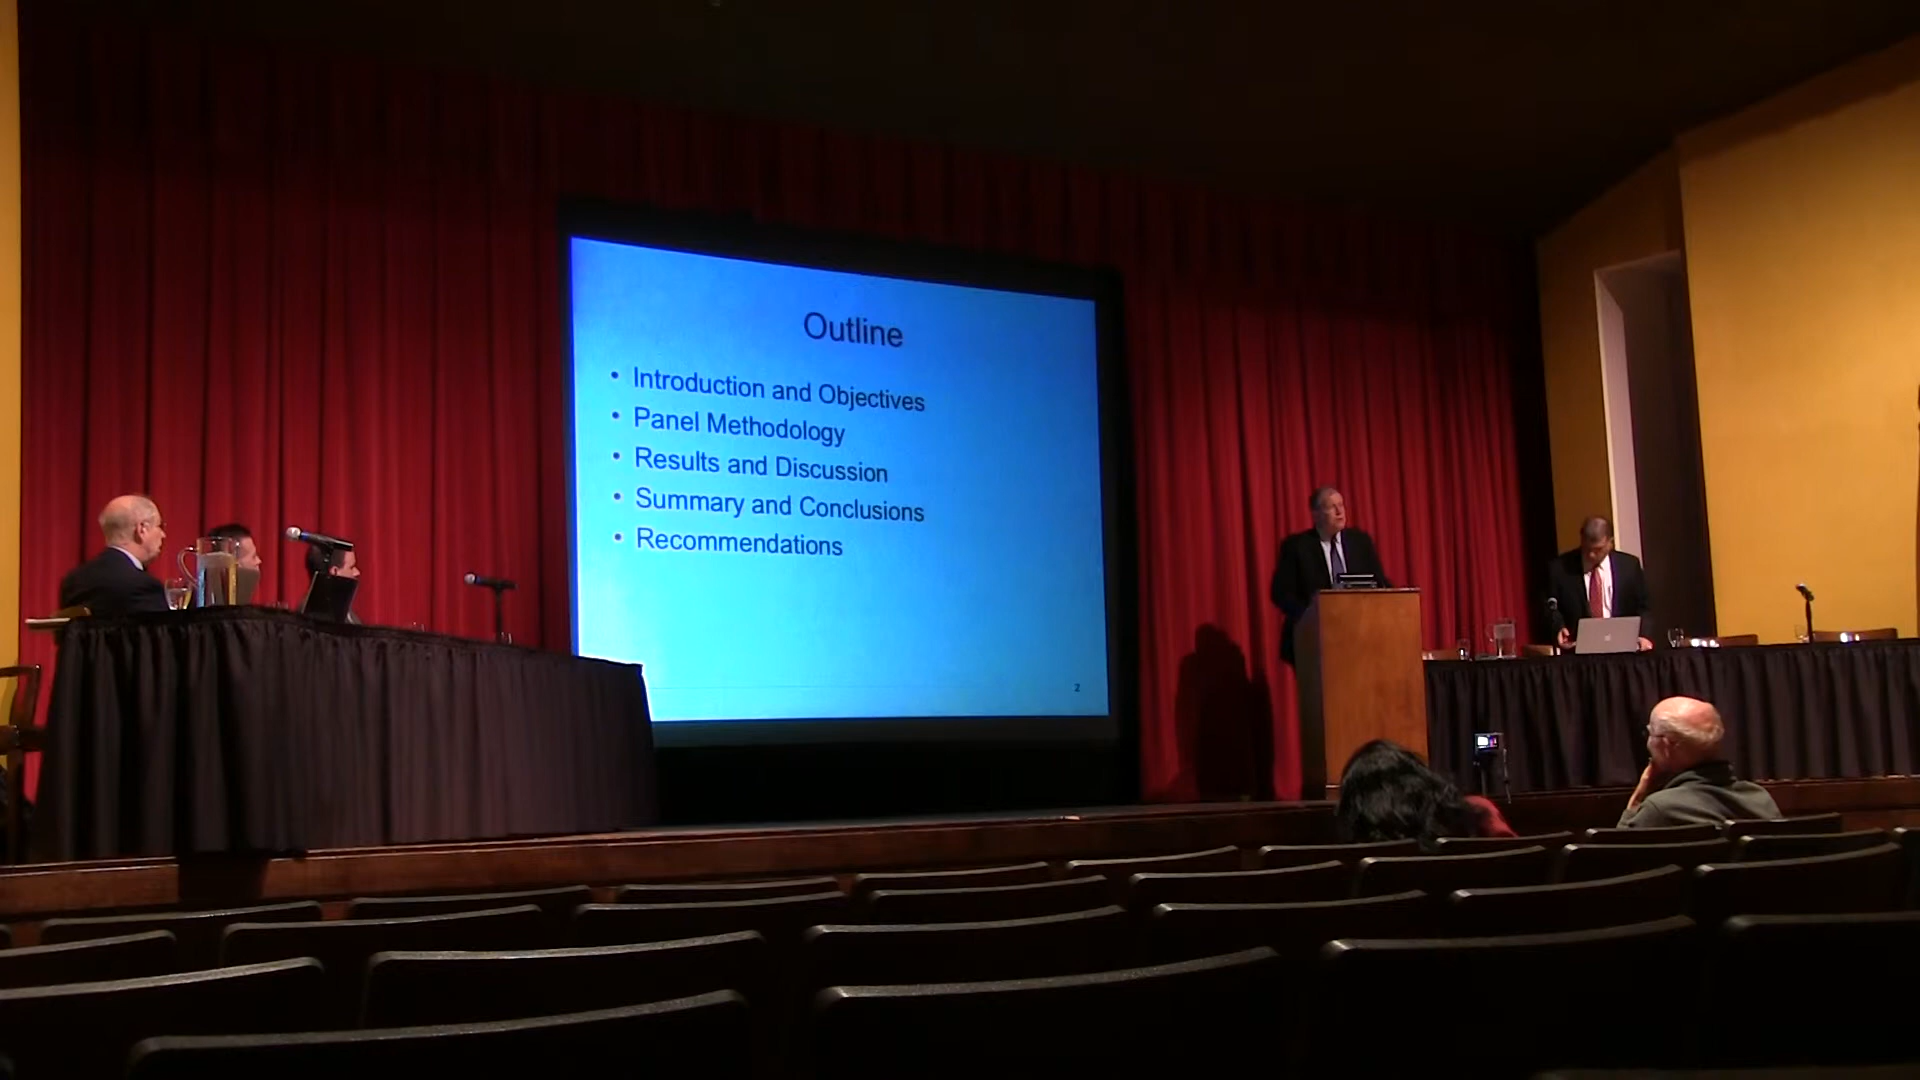 Outline
• Introduction and Objectives
• Panel Methodology
• Results and Discussion
• Summary and Conclusions
• Recommendations
2